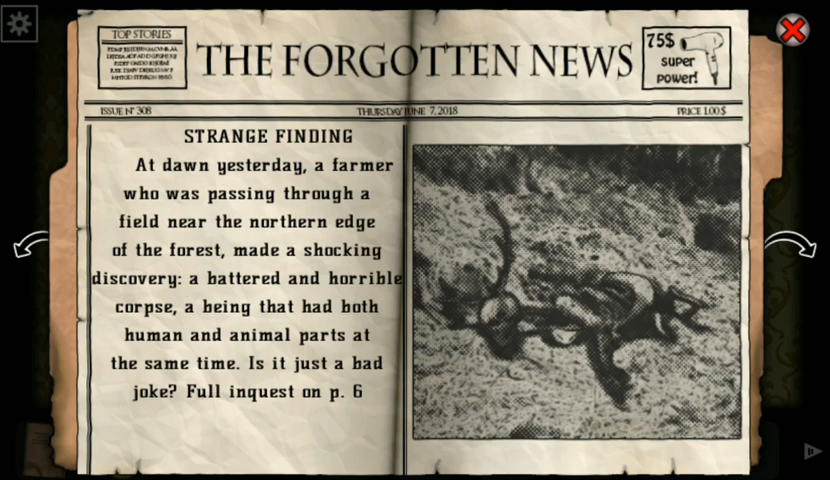 TOP STORIES
THE FORGOTTEN NEWS
75$
super
power!
ISSUE N° 308
THURSDAY JUNE 7, 2018
PRICE 1.00 $
STRANGE FINDING
At dawn yesterday, a farmer
who was passing through a
field near the northern edge
of the forest, made a shocking
discovery: a battered and horrible
corpse, a being that had both
human and animal parts at
the same time. Is it just a bad
joke? Full inquest on p. 6